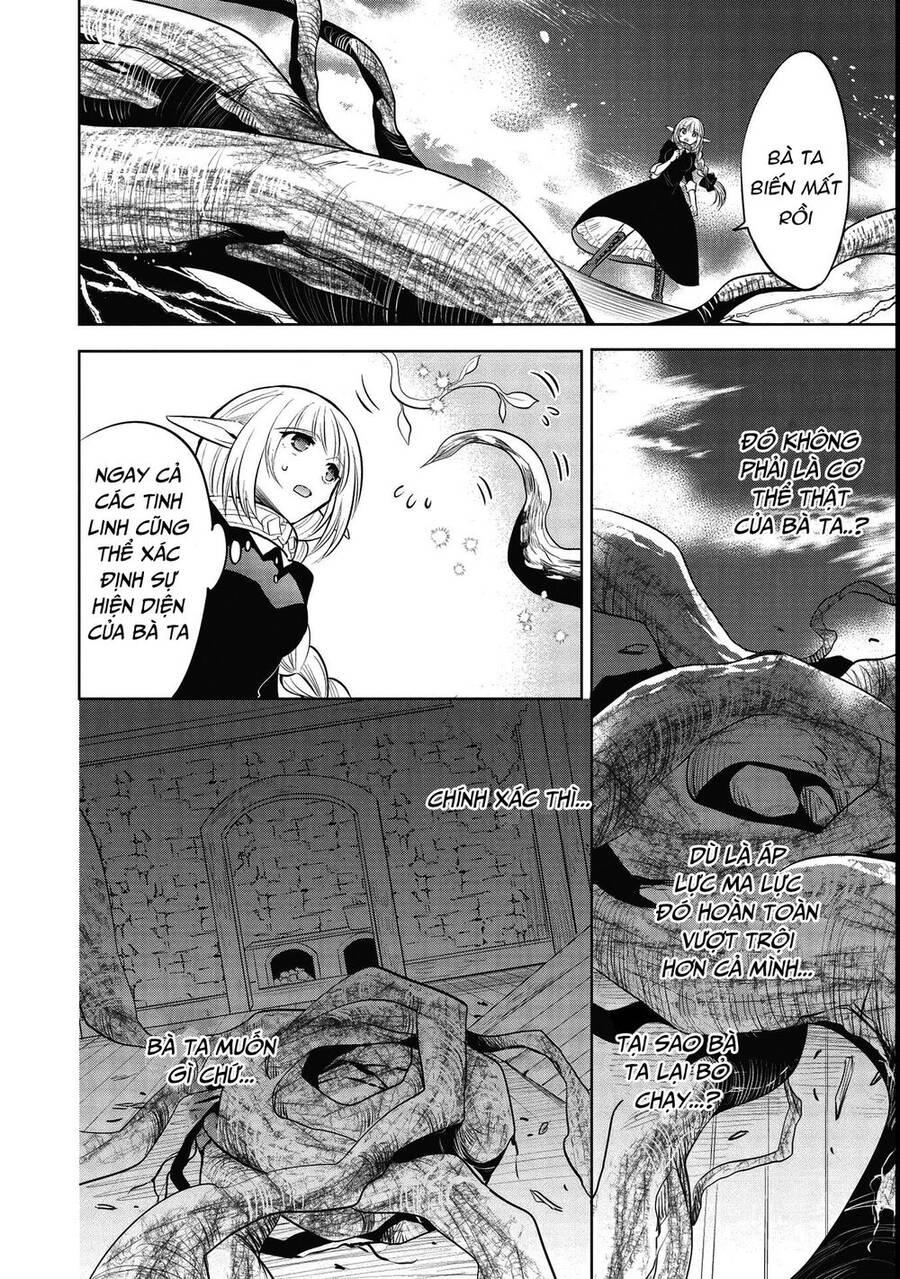 BÀ TA
BIẾN MẤT
RỒI
ĐÓ KHÔNG
PHẢI LÀ CƠ
THỂ THẬT
CỦA BÀ TA..?
NGAY CẢ
CÁC TINH
LINH CŨNG
THỂ XÁC
ĐỊNH SỰ
HIỆN DIỆN
CỦA BÀ TA
DÙ LÀ ÁP
LỰC MA LỰC
ĐÓ HOÀN TOÀN
VƯỢT TRỘI
HƠN CẢ MÌNH...
TẠI SAO BÀ
TA LẠI BỎ
CHẠY...?
CHÍNH XÁC THÌ...
BÀ TA MUỐN
GÌ CHỨ...